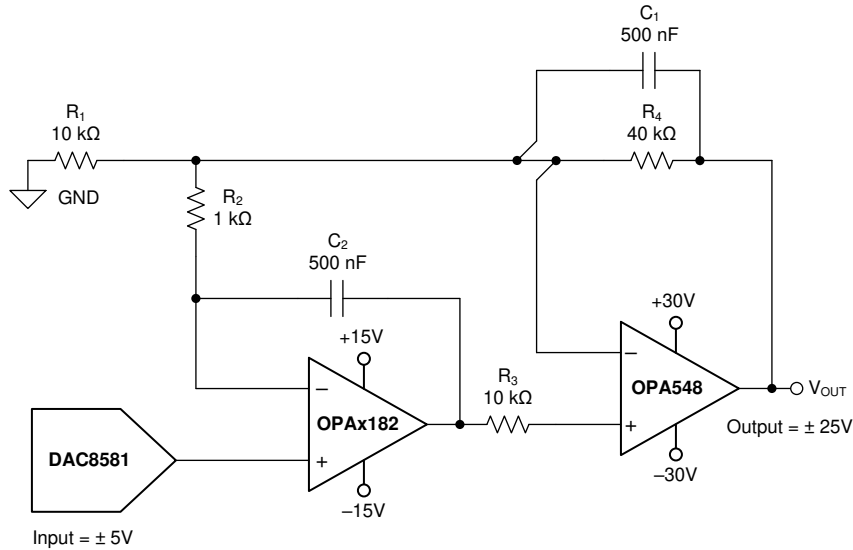 C₁
500 nF
R₁
10 kΩ
R₄
40 kΩ
GND
R₂
1 kΩ
C₂
500 nF
+15V
+30V
R₃
10 kΩ
−
OPAx182
+
−
OPA548
+
V_OUT
Output = ± 25V
DAC8581
−15V
−30V
Input = ± 5V